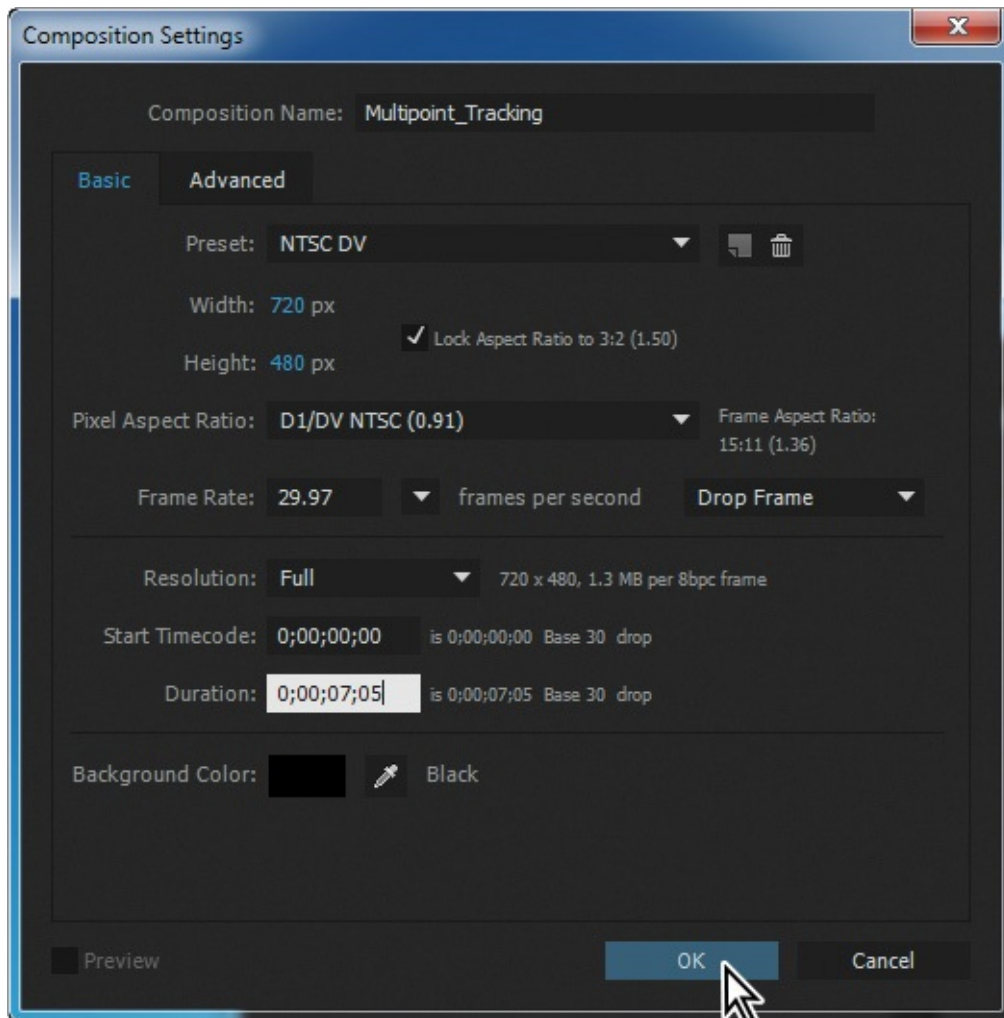 Composition Settings
Composition Name: Multipoint_Tracking
Basic Advanced
Preset: NTSC DV
Width: 720 px
Lock Aspect Ratio to 3:2 (1.50)
Height: 480 px
Pixel Aspect Ratio: D1/DV NTSC (0.91) Frame Aspect Ratio:
15:11 (1.36)
Frame Rate: 29.97 frames per second Drop Frame
Resolution: Full 720 x 480, 1.3 MB per 8bpc frame
Start Timecode: 0;00;00;00 is 0;00;00;00 Base 30 drop
Duration: 0;00;07;05 is 0;00;07;05 Base 30 drop
Background Color: Black
Preview OK Cancel